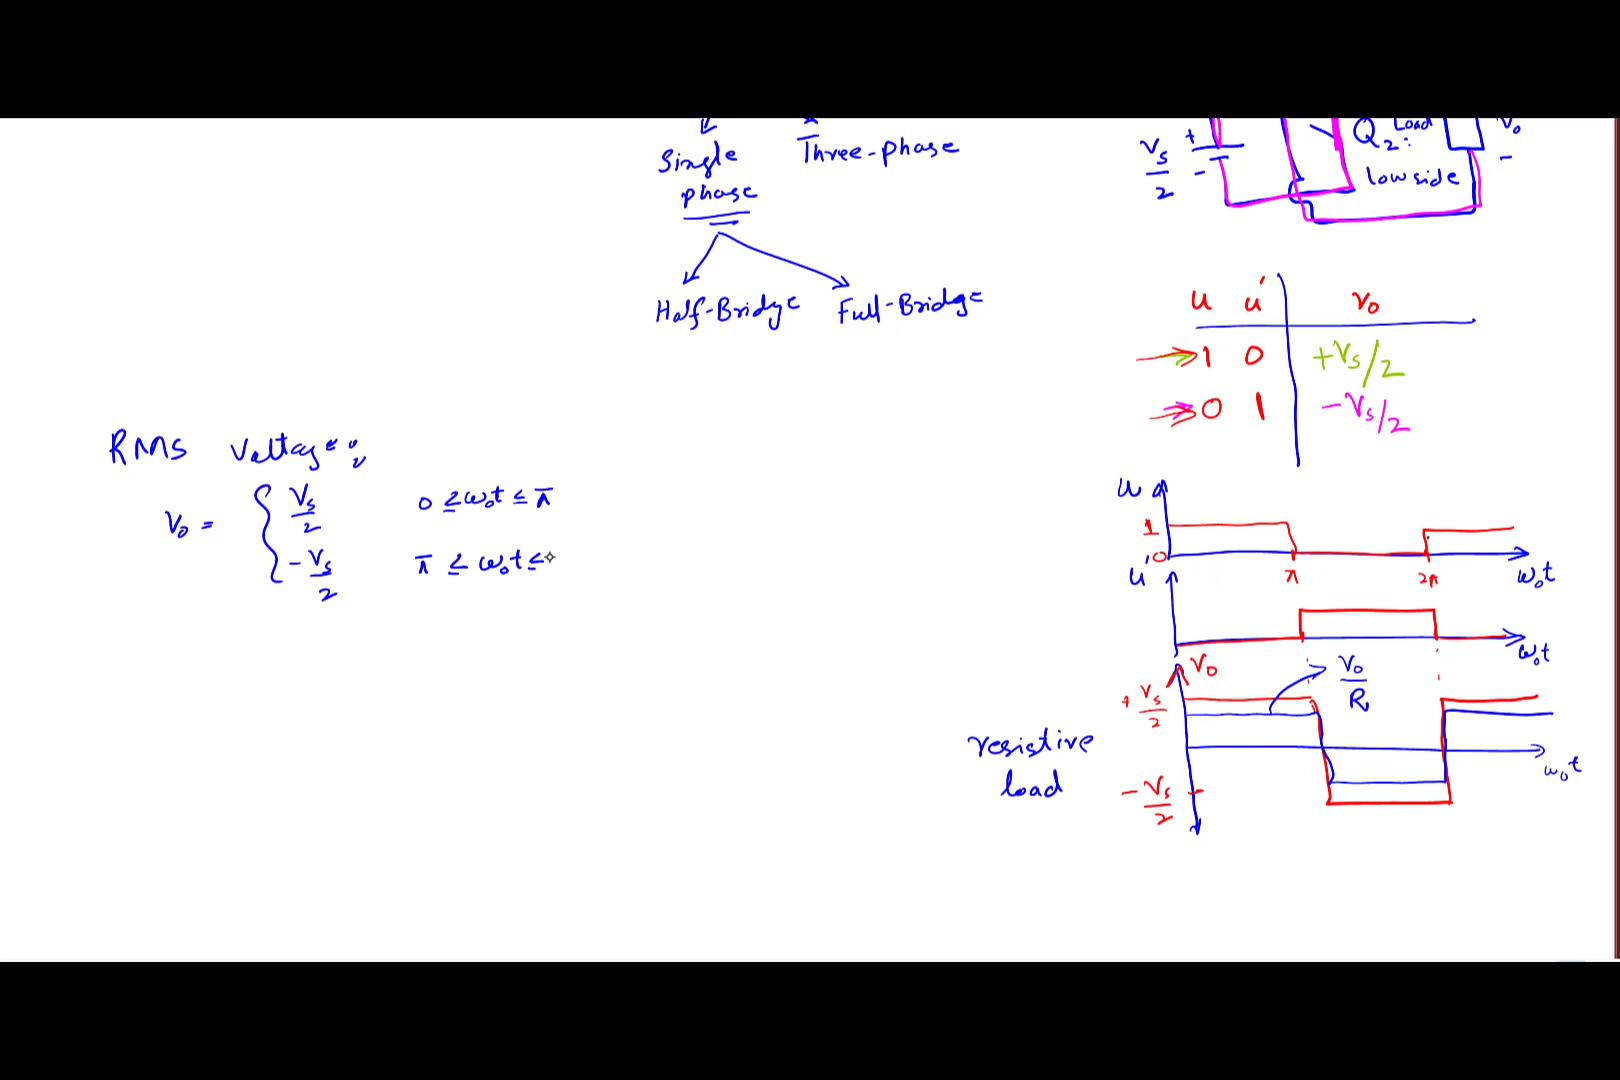 Single
phase
Three-phase
Half-Bridge
Full-Bridge
Vs/2
+
-
Q2:
Load
low side
Vo
-
u u' Vo
1 0 +Vs/2
0 1 -Vs/2
RMS Voltage:
Vo = { Vs/2 0 ≤ ωot ≤ π
-Vs/2 π ≤ ωot ≤
u
1
0
π
2π
ωot
u'
ωot
Vo
+Vs/2
Vo/R
resistive
load
-Vs/2
ωot